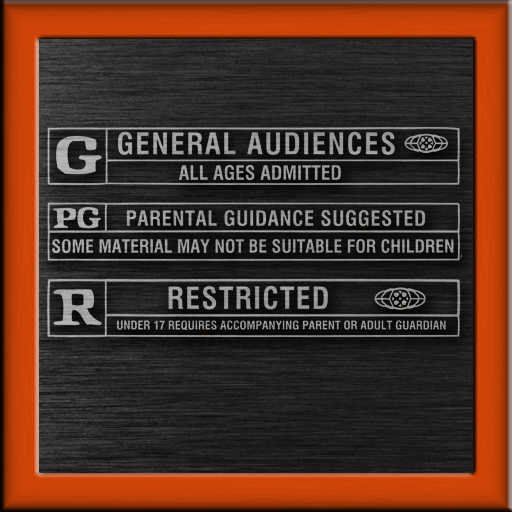 G
GENERAL AUDIENCES
ALL AGES ADMITTED
PG
PARENTAL GUIDANCE SUGGESTED
SOME MATERIAL MAY NOT BE SUITABLE FOR CHILDREN
R
RESTRICTED
UNDER 17 REQUIRES ACCOMPANYING PARENT OR ADULT GUARDIAN